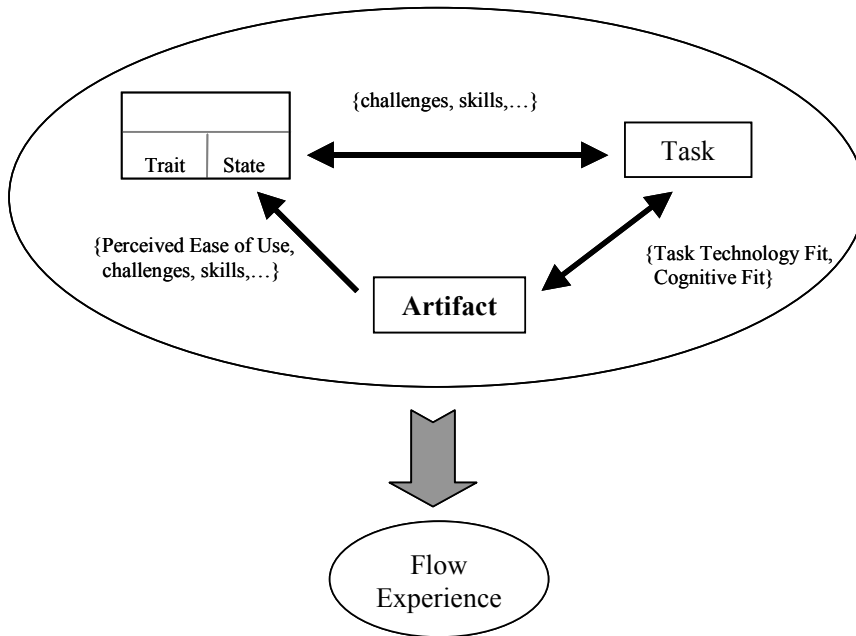 {challenges, skills,…}
Trait
State
Task
{Perceived Ease of Use,
challenges, skills,…}
{Task Technology Fit,
Cognitive Fit}
Artifact
Flow
Experience